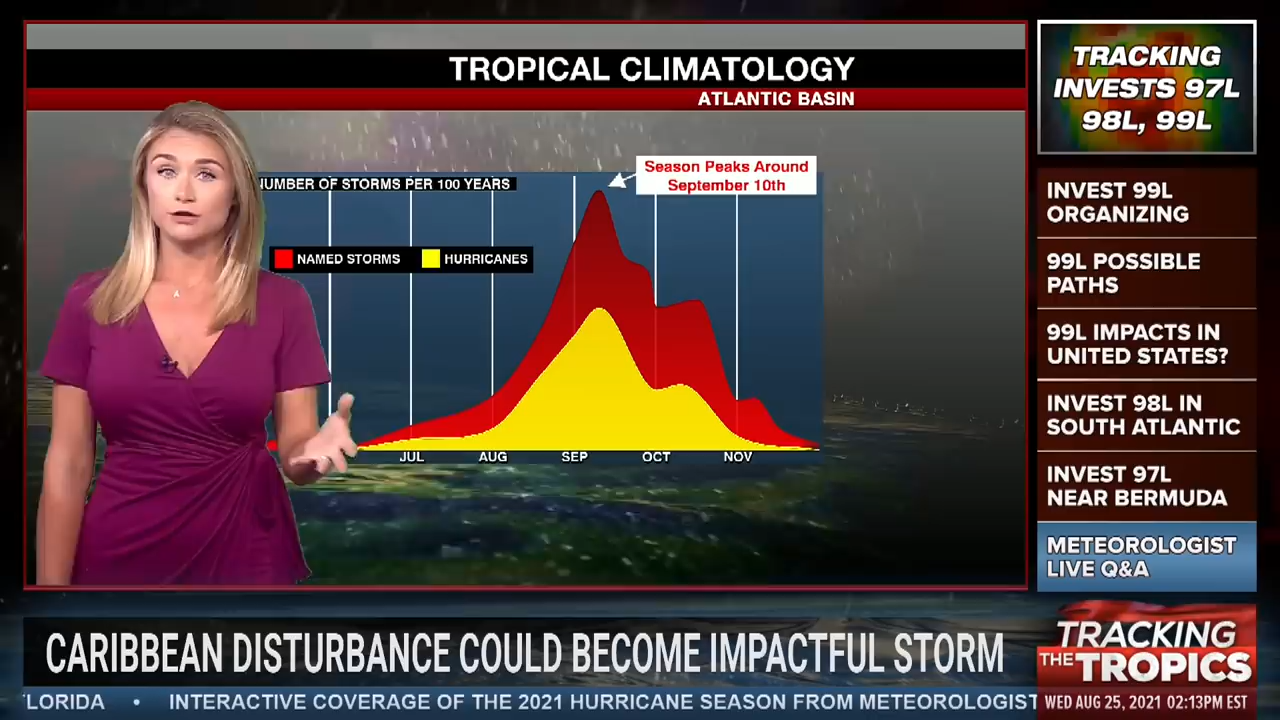 TROPICAL CLIMATOLOGY
ATLANTIC BASIN
NUMBER OF STORMS PER 100 YEARS
Season Peaks Around
September 10th
NAMED STORMS
HURRICANES
JUL
AUG
SEP
OCT
NOV
TRACKING
INVESTS 97L
98L, 99L
INVEST 99L
ORGANIZING
99L POSSIBLE
PATHS
99L IMPACTS IN
UNITED STATES?
INVEST 98L IN
SOUTH ATLANTIC
INVEST 97L
NEAR BERMUDA
METEOROLOGIST
LIVE Q&A
CARIBBEAN DISTURBANCE COULD BECOME IMPACTFUL STORM
TRACKING
THE TROPICS
LORIDA • INTERACTIVE COVERAGE OF THE 2021 HURRICANE SEASON FROM METEOROLOGIST
WED AUG 25, 2021 02:13PM EST